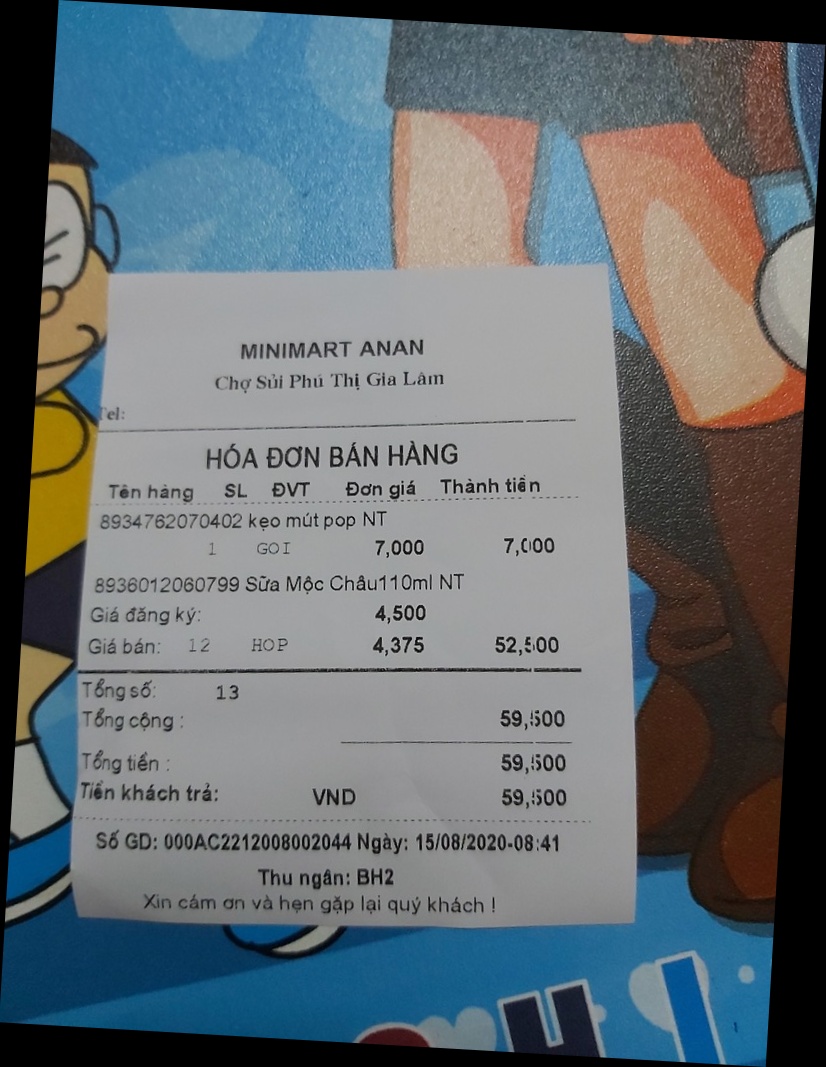 MINIMART ANAN
Chợ Sủi Phú Thị Gia Lâm
Tel:
HÓA ĐƠN BÁN HÀNG
Tên hàng SL ĐVT Đơn giá Thành tiền
8934762070402 kẹo mút pop NT
1 GOI 7,000 7,000
8936012060799 Sữa Mộc Châu110ml NT
Giá đăng ký: 4,500
Giá bán: 12 HOP 4,375 52,500
Tổng số: 13
Tổng cộng : 59,500
Tổng tiền : 59,500
Tiền khách trả: VND 59,500
Số GD: 000AC2212008002044 Ngày: 15/08/2020-08:41
Thu ngân: BH2
Xin cám ơn và hẹn gặp lại quý khách !